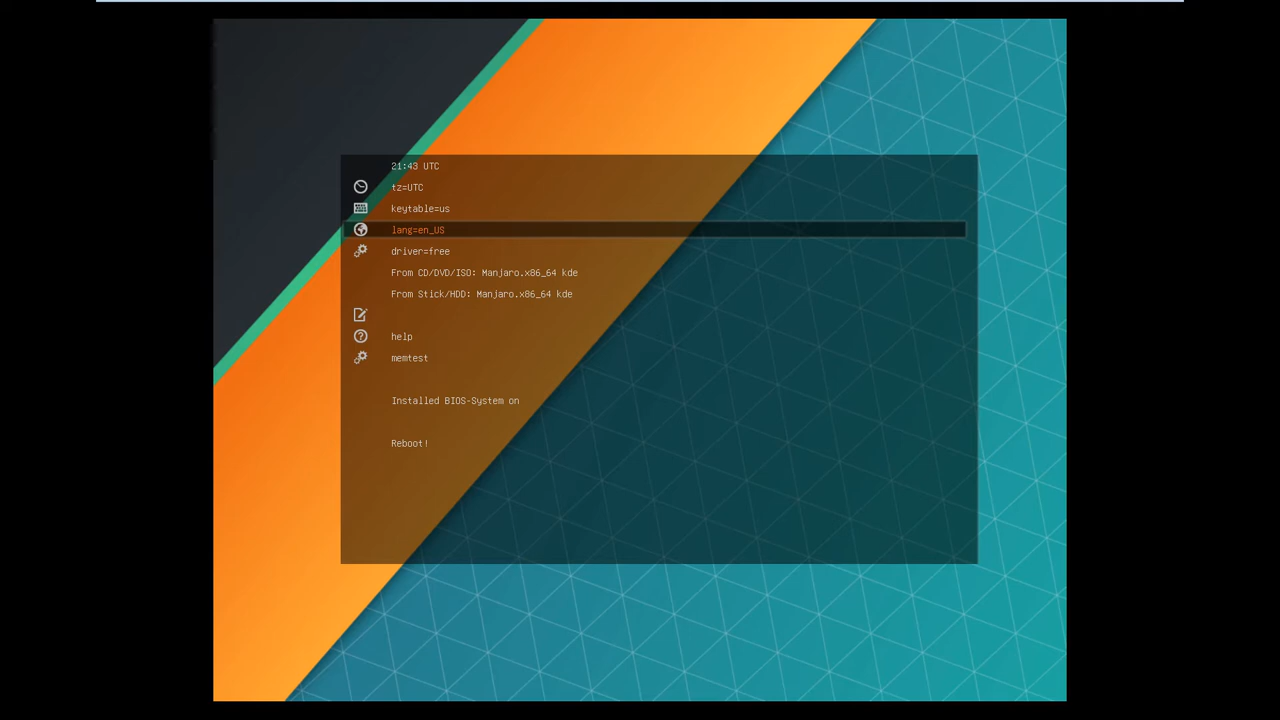 21:43 UTC
tz=UTC
keytable=us
lang=en_US
driver=free
From CD/DVD/ISO: Manjaro.x86_64 kde
From Stick/HDD: Manjaro.x86_64 kde
help
memtest
Installed BIOS-System on
Reboot!